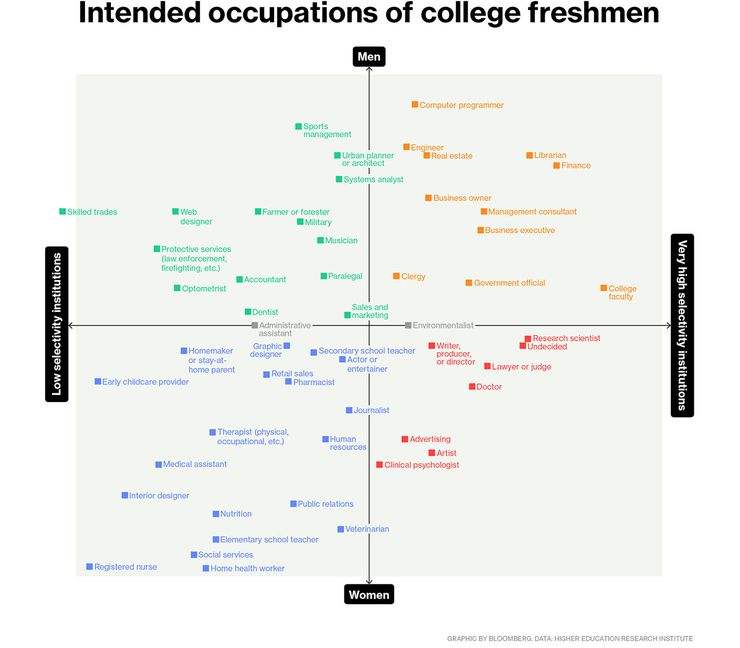 Intended occupations of college freshmen
Men
Computer programmer
Sports
management
Engineer
Urban planner
or architect
Real estate
Librarian
Finance
Systems analyst
Business owner
Skilled trades
Web
designer
Farmer or forester
Military
Management consultant
Business executive
Musician
Protective services
(law enforcement,
firefighting, etc.)
Accountant
Paralegal
Clergy
Government official
Optometrist
College
faculty
Dentist
Sales and
marketing
Low selectivity institutions
Very high selectivity institutions
Administrative
assistant
Environmentalist
Research scientist
Undecided
Homemaker
or stay-at-
home parent
Graphic
designer
Secondary school teacher
Actor or
entertainer
Writer,
producer,
or director
Lawyer or judge
Early childcare provider
Retail sales
Pharmacist
Doctor
Journalist
Therapist (physical,
occupational, etc.)
Human
resources
Advertising
Artist
Medical assistant
Clinical psychologist
Interior designer
Public relations
Nutrition
Veterinarian
Elementary school teacher
Social services
Registered nurse
Home health worker
Women
GRAPHIC BY BLOOMBERG. DATA: HIGHER EDUCATION RESEARCH INSTITUTE